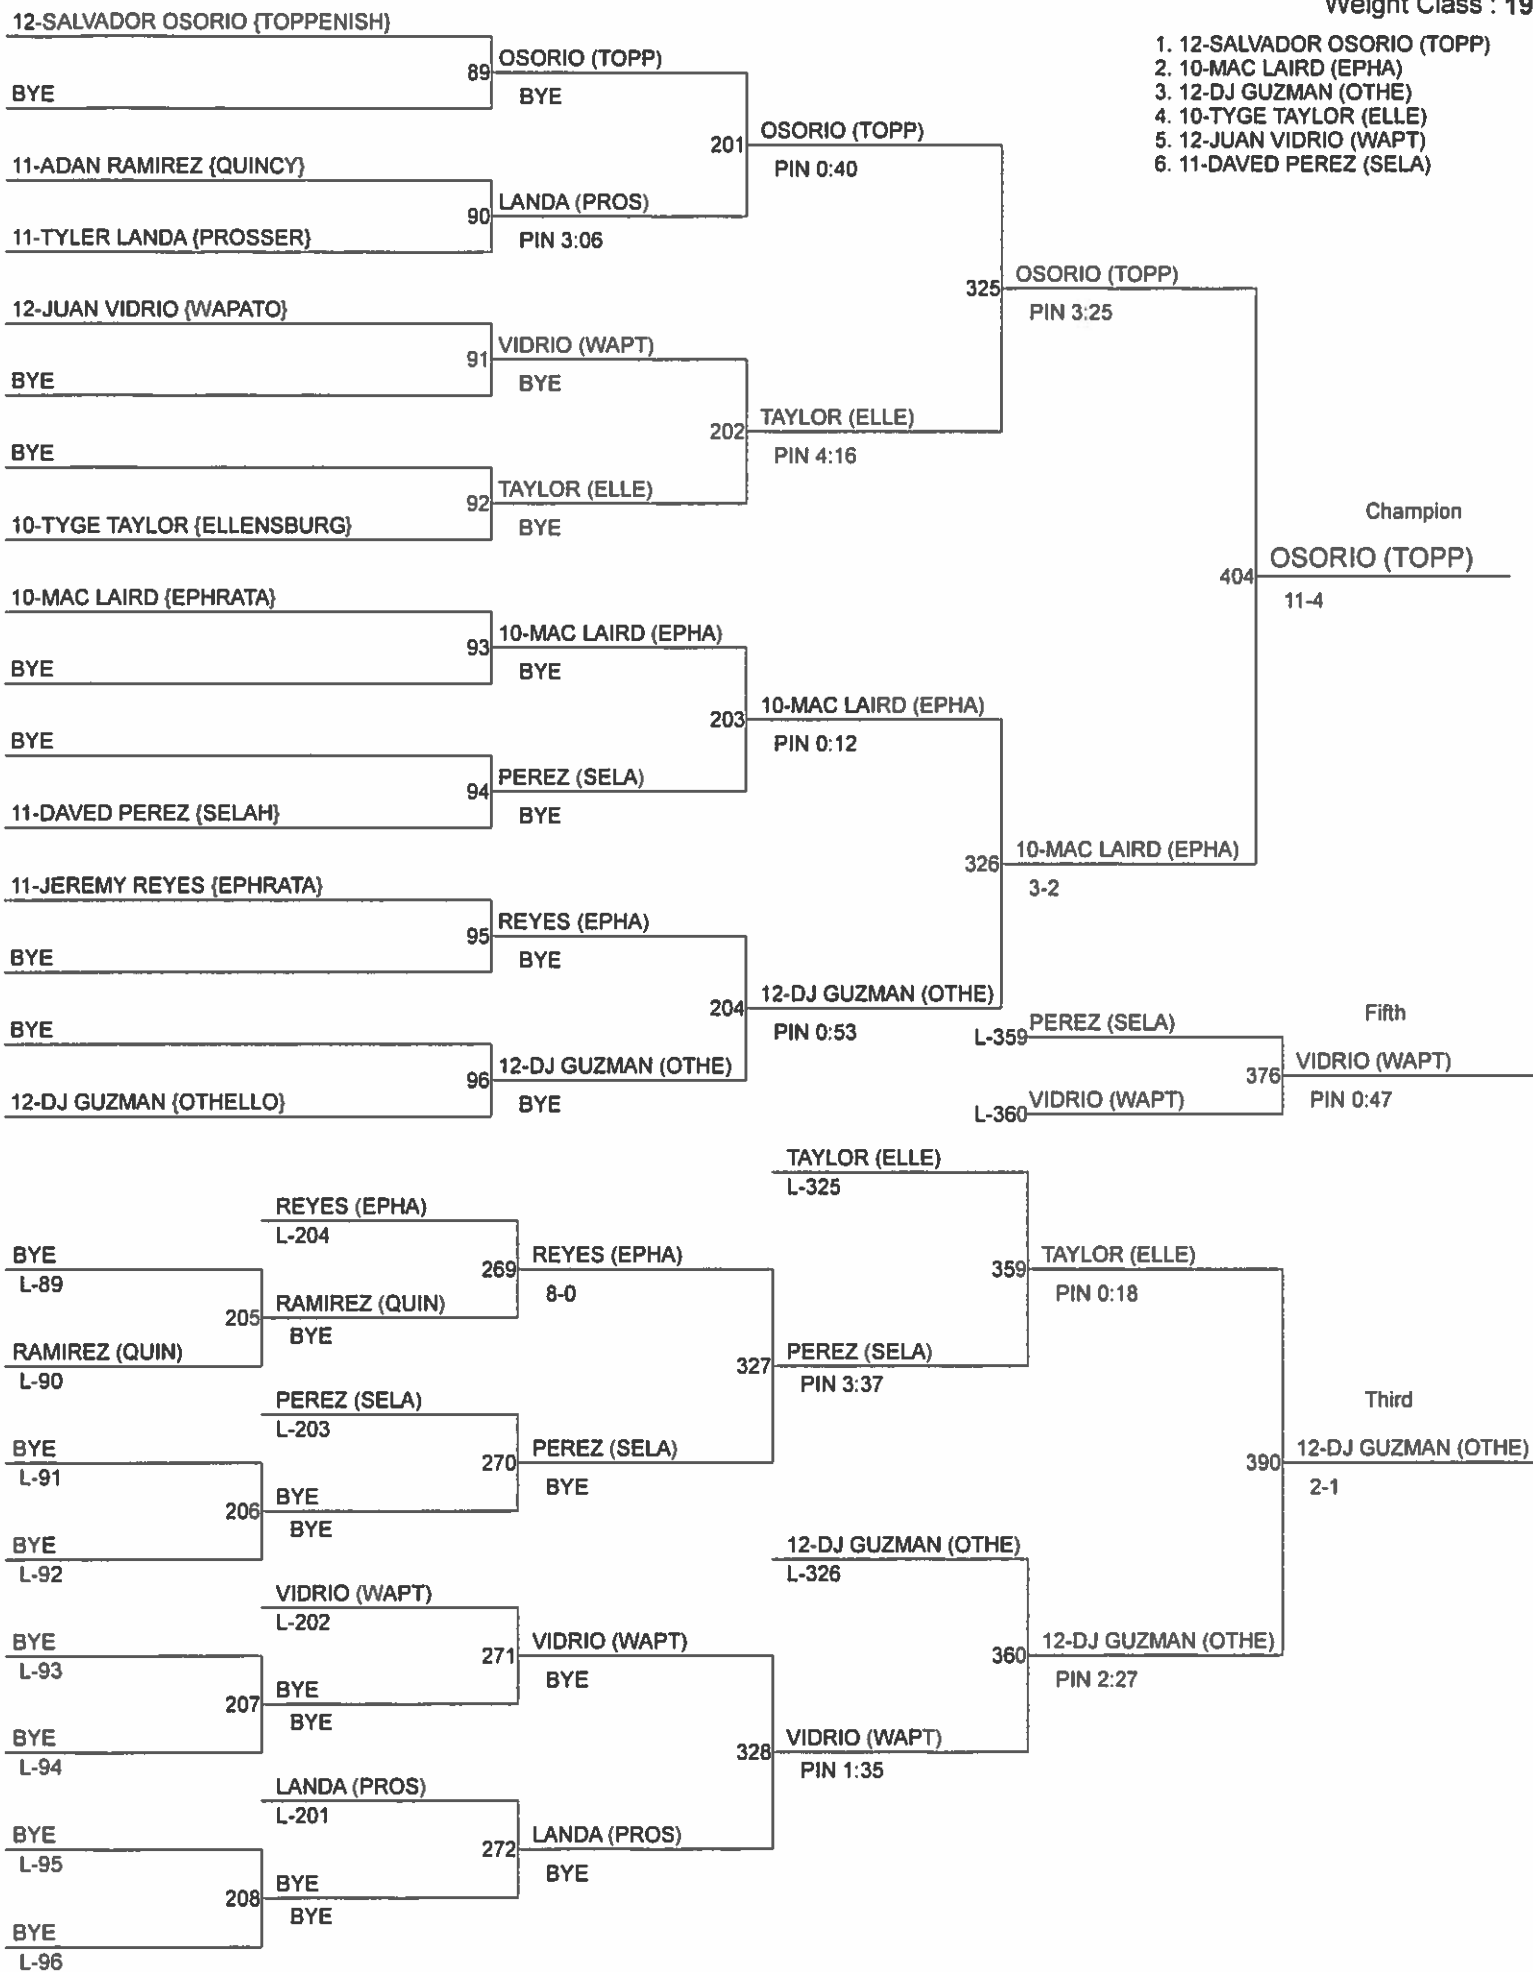 Weight Class : 19
1. 12-SALVADOR OSORIO (TOPP)
2. 10-MAC LAIRD (EPHA)
3. 12-DJ GUZMAN (OTHE)
4. 10-TYGE TAYLOR (ELLE)
5. 12-JUAN VIDRIO (WAPT)
6. 11-DAVED PEREZ (SELA)
12-SALVADOR OSORIO {TOPPENISH}
89
OSORIO (TOPP)
BYE
BYE
201
OSORIO (TOPP)
PIN 0:40
11-ADAN RAMIREZ {QUINCY}
90
LANDA (PROS)
PIN 3:06
11-TYLER LANDA {PROSSER}
325
OSORIO (TOPP)
PIN 3:25
12-JUAN VIDRIO {WAPATO}
91
VIDRIO (WAPT)
BYE
BYE
202
TAYLOR (ELLE)
PIN 4:16
BYE
92
TAYLOR (ELLE)
BYE
10-TYGE TAYLOR {ELLENSBURG}
Champion
404
OSORIO (TOPP)
11-4
10-MAC LAIRD {EPHRATA}
93
10-MAC LAIRD (EPHA)
BYE
BYE
203
10-MAC LAIRD (EPHA)
PIN 0:12
BYE
94
PEREZ (SELA)
BYE
11-DAVED PEREZ {SELAH}
326
10-MAC LAIRD (EPHA)
3-2
11-JEREMY REYES {EPHRATA}
95
REYES (EPHA)
BYE
BYE
204
12-DJ GUZMAN (OTHE)
PIN 0:53
BYE
96
12-DJ GUZMAN (OTHE)
BYE
12-DJ GUZMAN {OTHELLO}
Fifth
L-359
PEREZ (SELA)
376
VIDRIO (WAPT)
PIN 0:47
L-360
VIDRIO (WAPT)
TAYLOR (ELLE)
L-325
REYES (EPHA)
L-204
BYE
L-89
269
REYES (EPHA)
8-0
359
TAYLOR (ELLE)
PIN 0:18
205
RAMIREZ (QUIN)
BYE
RAMIREZ (QUIN)
L-90
327
PEREZ (SELA)
PIN 3:37
PEREZ (SELA)
L-203
Third
BYE
L-91
270
PEREZ (SELA)
BYE
390
12-DJ GUZMAN (OTHE)
2-1
206
BYE
BYE
BYE
L-92
12-DJ GUZMAN (OTHE)
L-326
VIDRIO (WAPT)
L-202
BYE
L-93
271
VIDRIO (WAPT)
BYE
360
12-DJ GUZMAN (OTHE)
PIN 2:27
207
BYE
BYE
BYE
L-94
328
VIDRIO (WAPT)
PIN 1:35
LANDA (PROS)
L-201
BYE
L-95
272
LANDA (PROS)
BYE
208
BYE
BYE
BYE
L-96